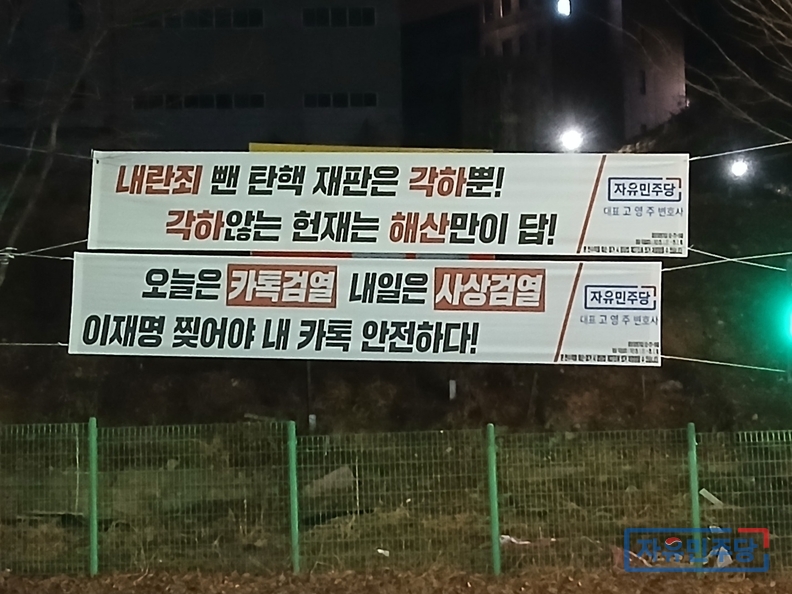 내란죄 뺀 탄핵 재판은 각하뿐!
각하않는 헌재는 해산만이 답!
자유민주당
대표 고영주 변호사
오늘은 카톡검열 내일은 사상검열
이재명 찢어야 내 카톡 안전하다!
자유민주당
대표 고영주 변호사
자유민주당